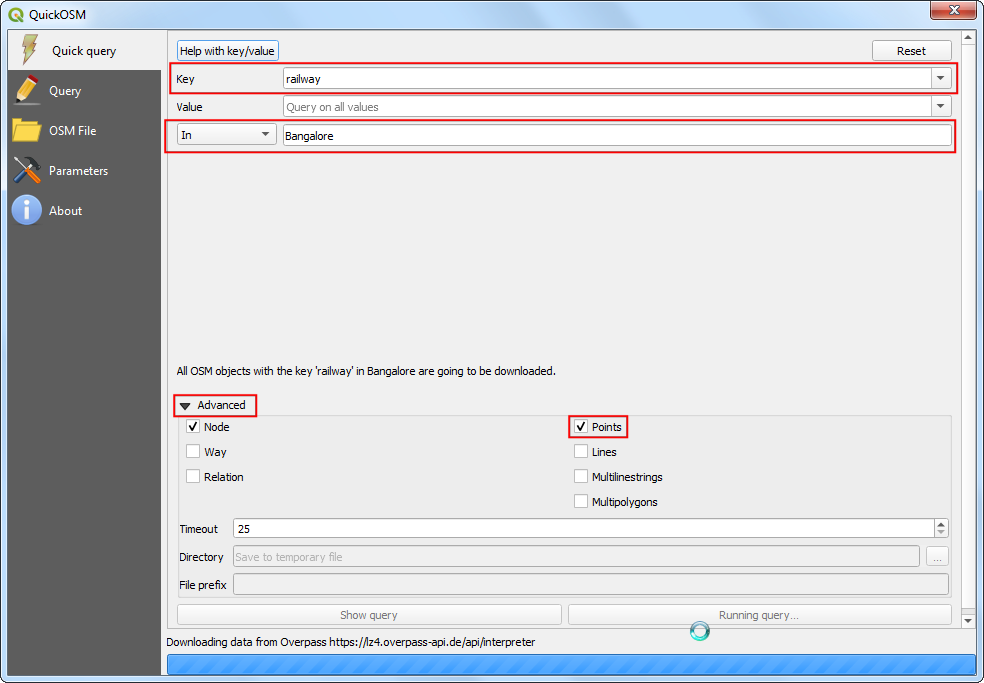 QuickOSM
Quick query
Query
OSM File
Parameters
About
Help with key/value
Reset
Key
railway
Value
Query on all values
In
Bangalore
All OSM objects with the key 'railway' in Bangalore are going to be downloaded.
Advanced
Node
Points
Way
Lines
Relation
Multilinestrings
Multipolygons
Timeout
25
Directory
Save to temporary file
...
File prefix
Show query
Running query...
Downloading data from Overpass https://lz4.overpass-api.de/api/interpreter